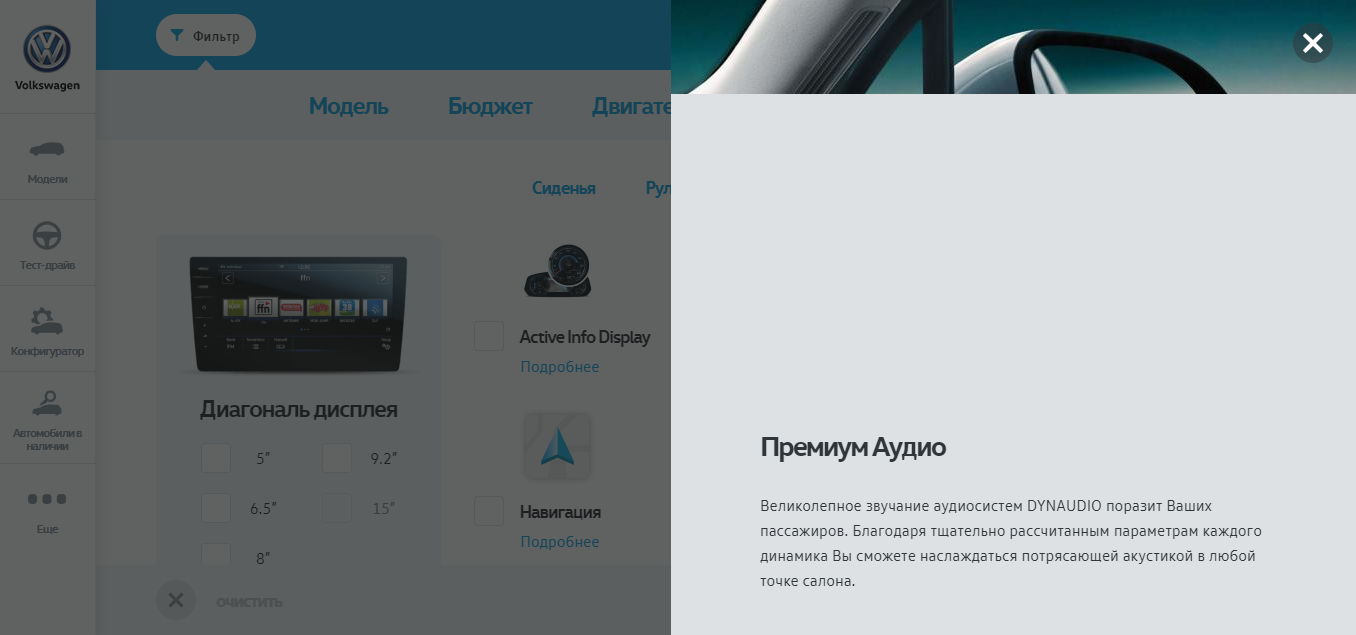 Volkswagen
Модели
Тест-драйв
Конфигуратор
Автомобили в
наличии
Еще
Фильтр
Модель Бюджет Двигате
Сиденья Рул
ffn
Диагональ дисплея
5″ 9.2″
6.5″ 15″
8″
Active Info Display
Подробнее
Навигация
Подробнее
очистить
Премиум Аудио
Великолепное звучание аудиосистем DYNAUDIO поразит Ваших
пассажиров. Благодаря тщательно рассчитанным параметрам каждого
динамика Вы сможете наслаждаться потрясающей акустикой в любой
точке салона.